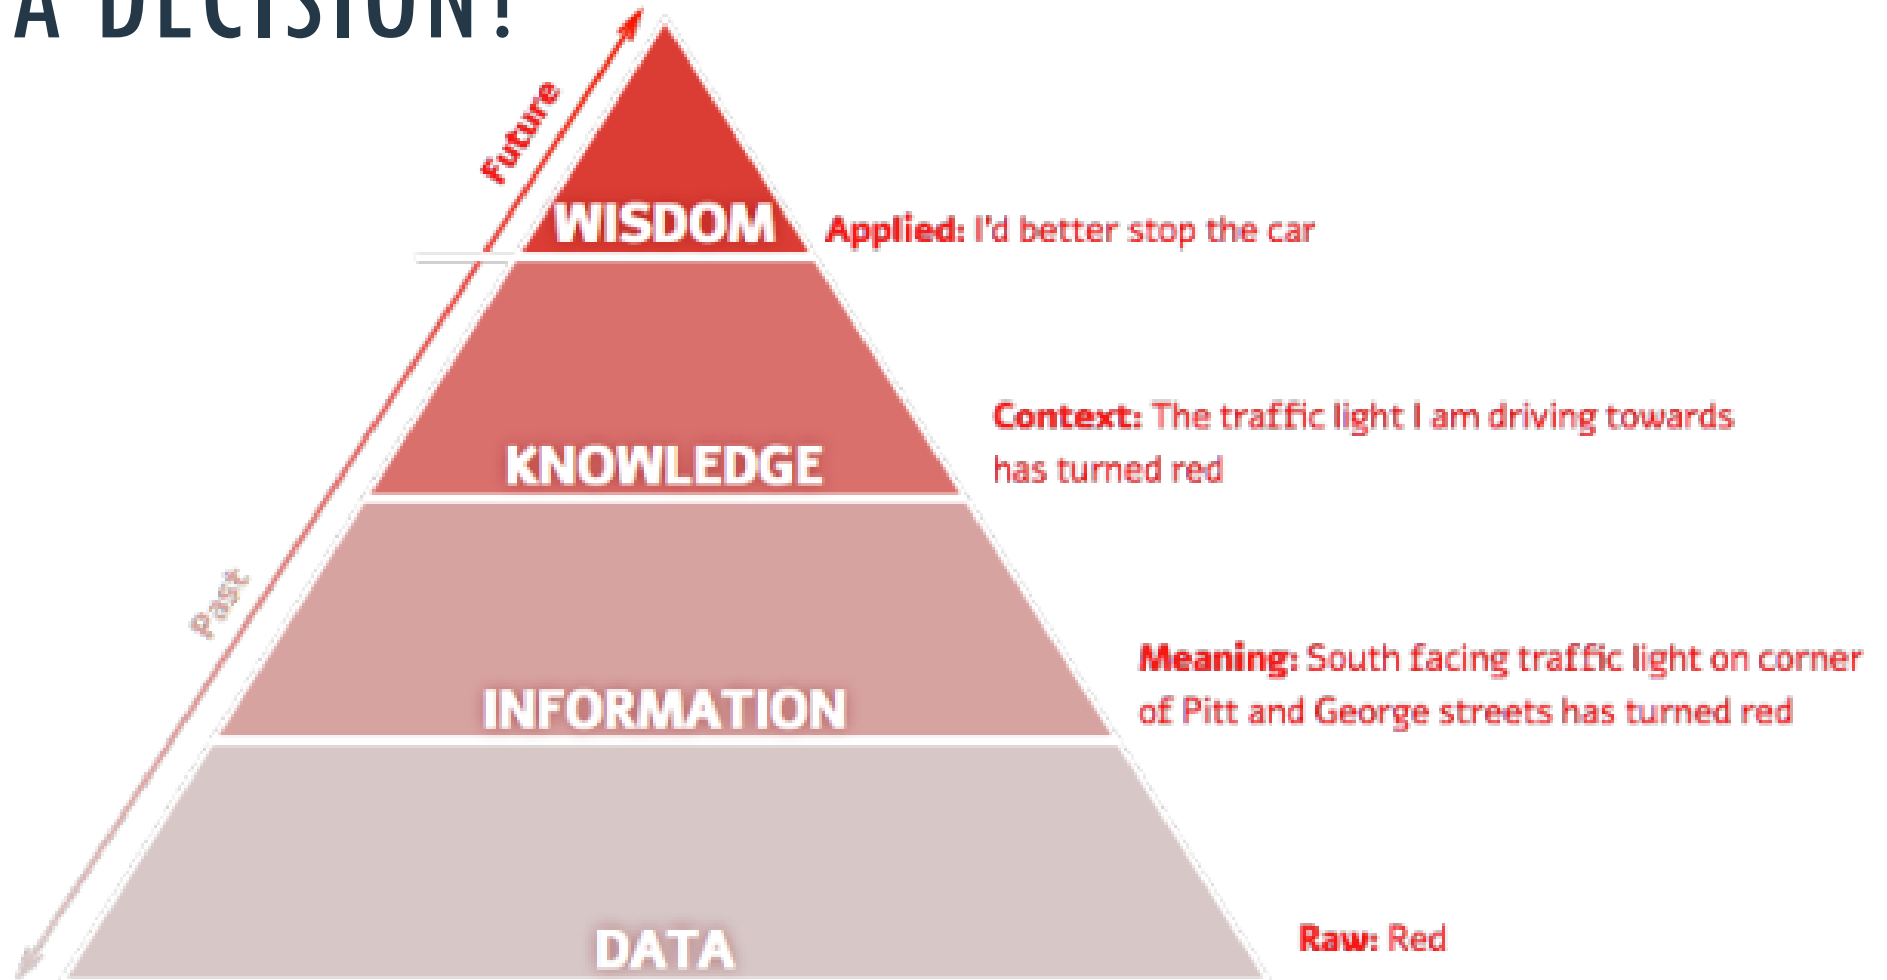 A DECISION?
Future
WISDOM
Applied: I'd better stop the car
Context: The traffic light I am driving towards
has turned red
KNOWLEDGE
Past
Meaning: South facing traffic light on corner
of Pitt and George streets has turned red
INFORMATION
Raw: Red
DATA